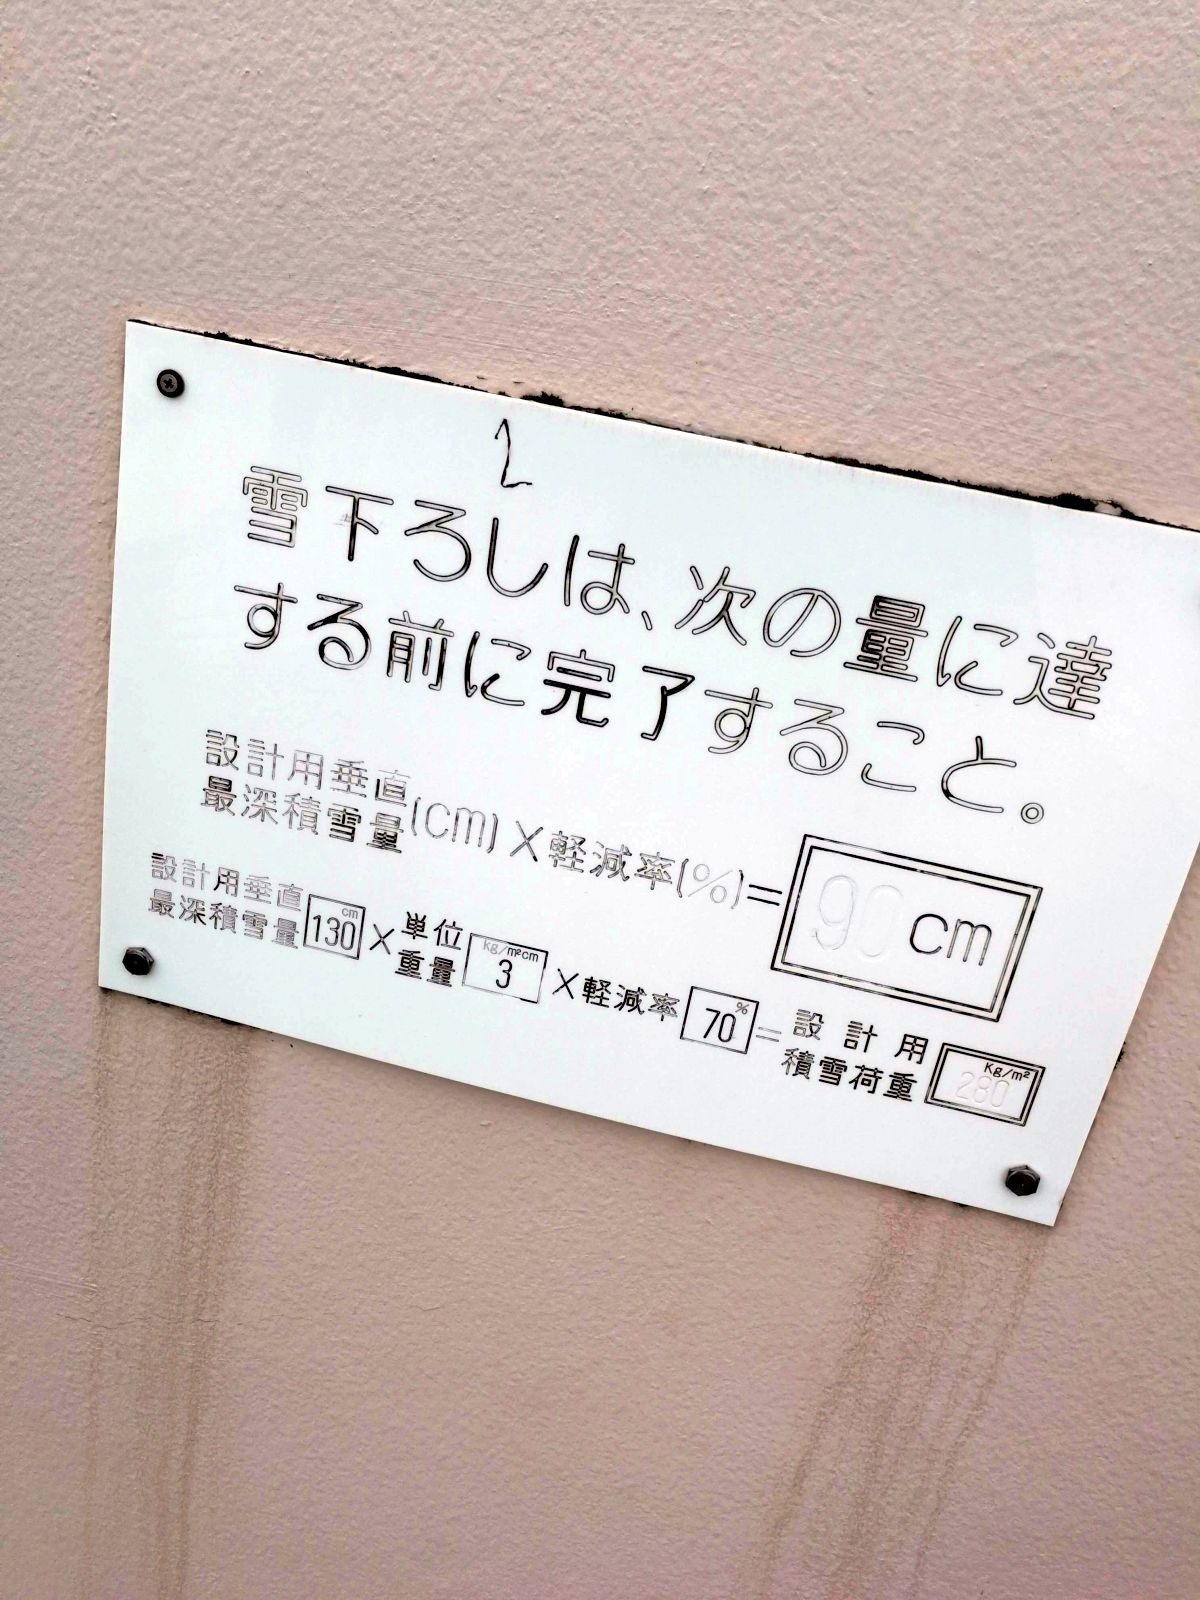 雪下ろしは、次の量に達
する前に完了すること。
設計用垂直
最深積雪量(cm)×軽減率(%)=90 cm
設計用垂直
最深積雪量 130 cm × 単位重量 3 kg/m²cm × 軽減率 70 % = 設計用積雪荷重 280 Kg/m²